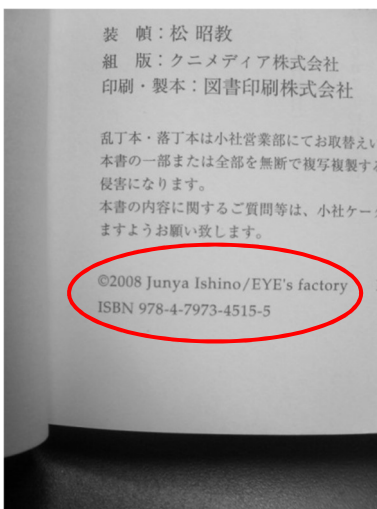 装　幀：松 昭教
組　版：クニメディア株式会社
印刷・製本：図書印刷株式会社
乱丁本・落丁本は小社営業部にてお取替えい
本書の一部または全部を無断で複写複製す
侵害になります。
本書の内容に関するご質問等は、小社ケー
ますようお願い致します。
©2008 Junya Ishino/EYE's factory
ISBN 978-4-7973-4515-5